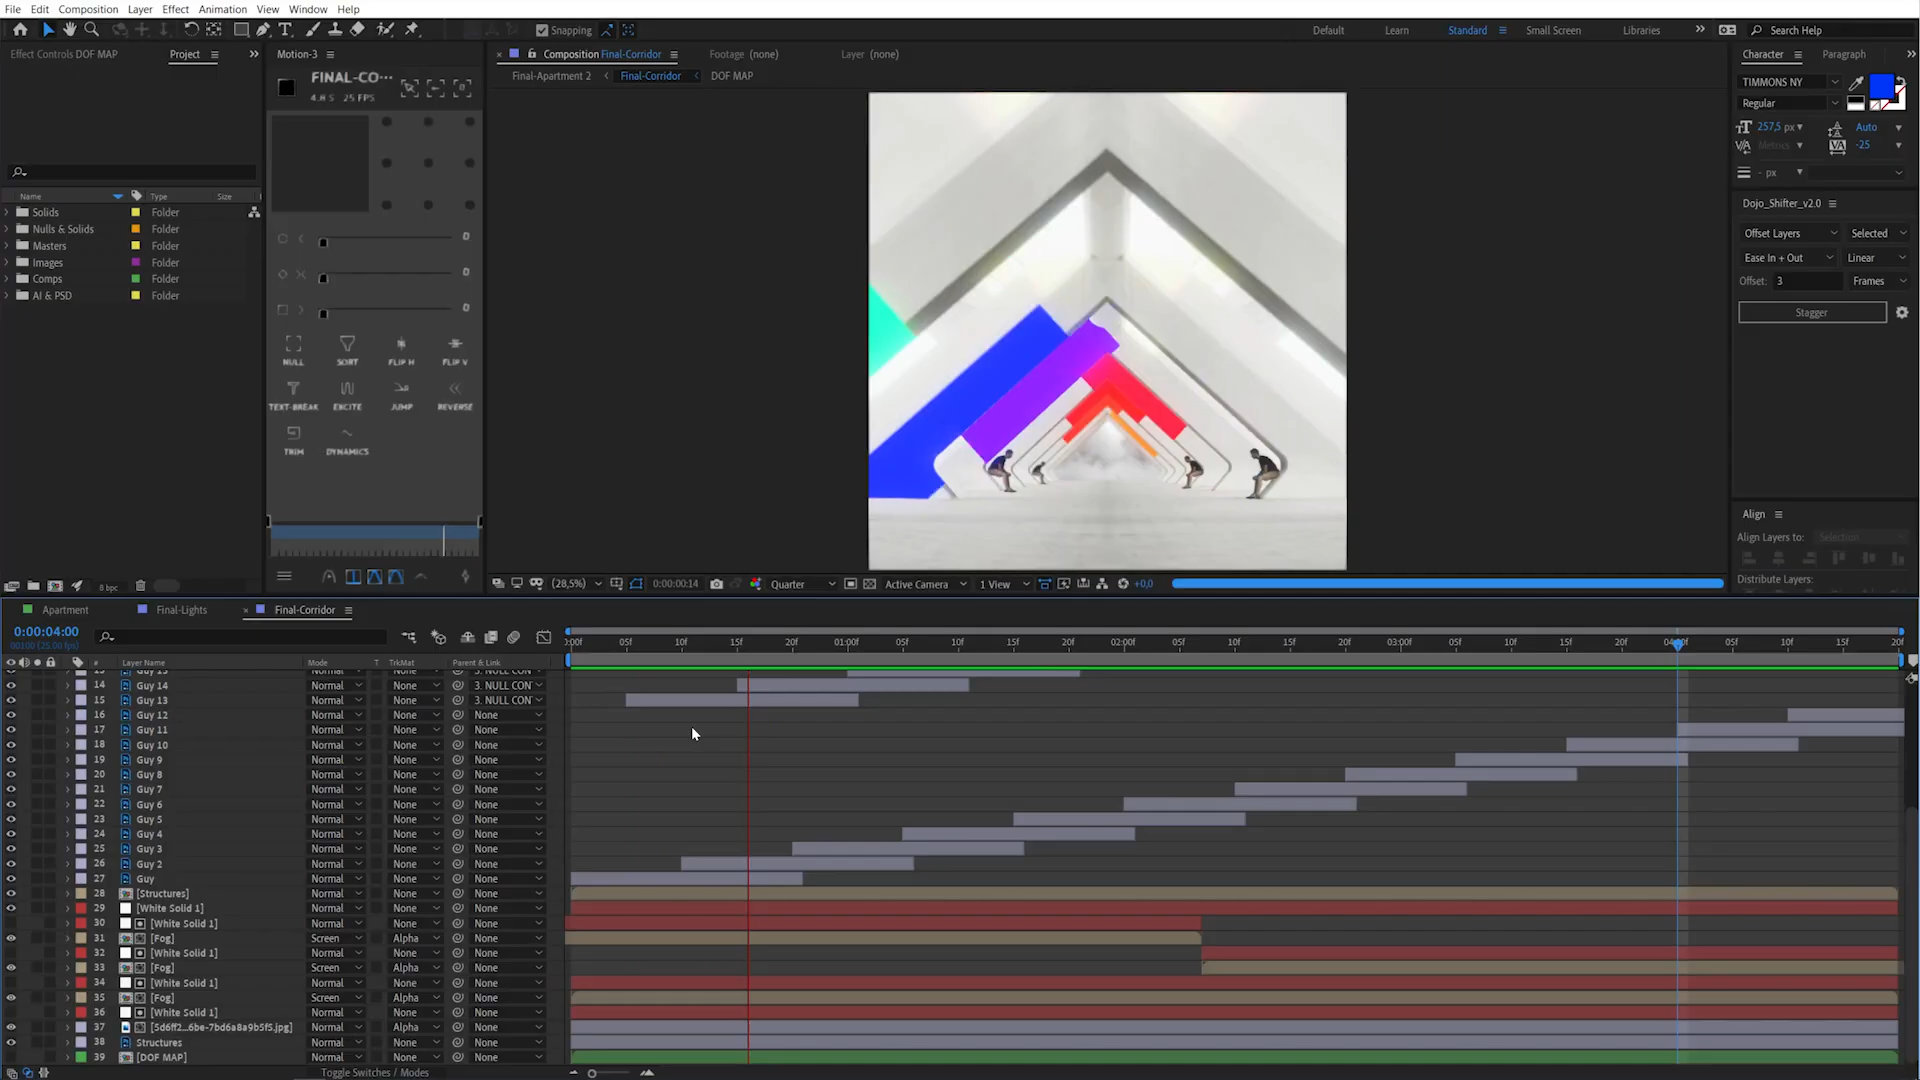 File Edit Composition Layer Effect Animation View Window Help
Snapping
Default Learn Standard Small Screen Libraries Search Help
Effect Controls DOF MAP Project
Motion-3
Composition Final-Corridor Footage (none) Layer (none)
Character Paragraph
Final-Apartment 2 Final-Corridor DOF MAP
FINAL-CO···
4.8 S 25 FPS
TIMMONS NY
Regular
257,5 px Auto
Metrics -25
- px
Name Type Size
Solids Folder
Nulls & Solids Folder
Masters Folder
Images Folder
Comps Folder
AI & PSD Folder
0
0
0
NULL SORT FLIP H FLIP V
TEXT-BREAK EXCITE JUMP REVERSE
TRIM DYNAMICS
Dojo_Shifter_v2.0
Offset Layers Selected
Ease In + Out Linear
Offset: 3 Frames
Stagger
Align
Align Layers to: Selection
Distribute Layers:
8 bpc
(28,5%) 0:00:00:14 Quarter Active Camera 1 View +0,0
Apartment Final-Lights Final-Corridor
0:00:04:00
00100 (25.00 fps)
0:00f 05f 10f 15f 20f 01:00f 05f 10f 15f 20f 02:00f 05f 10f 15f 20f 03:00f 05f 10f 15f 20f 04:00f 05f 10f 15f 20f
# Layer Name Mode T TrkMat Parent & Link
14 Guy 14 Normal None 3. NULL CON
15 Guy 13 Normal None 3. NULL CON
16 Guy 12 Normal None None
17 Guy 11 Normal None None
18 Guy 10 Normal None None
19 Guy 9 Normal None None
20 Guy 8 Normal None None
21 Guy 7 Normal None None
22 Guy 6 Normal None None
23 Guy 5 Normal None None
24 Guy 4 Normal None None
25 Guy 3 Normal None None
26 Guy 2 Normal None None
27 Guy Normal None None
28 [Structures] Normal None None
29 [White Solid 1] Normal None None
30 [White Solid 1] Normal None None
31 [Fog] Screen Alpha None
32 [White Solid 1] Normal None None
33 [Fog] Screen Alpha None
34 [White Solid 1] Normal None None
35 [Fog] Screen Alpha None
36 [White Solid 1] Normal None None
37 [5d6ff2...6be-7bd6a8a9b5f5.jpg] Normal Alpha None
38 Structures Normal None None
39 [DOF MAP] Normal None None
Toggle Switches / Modes